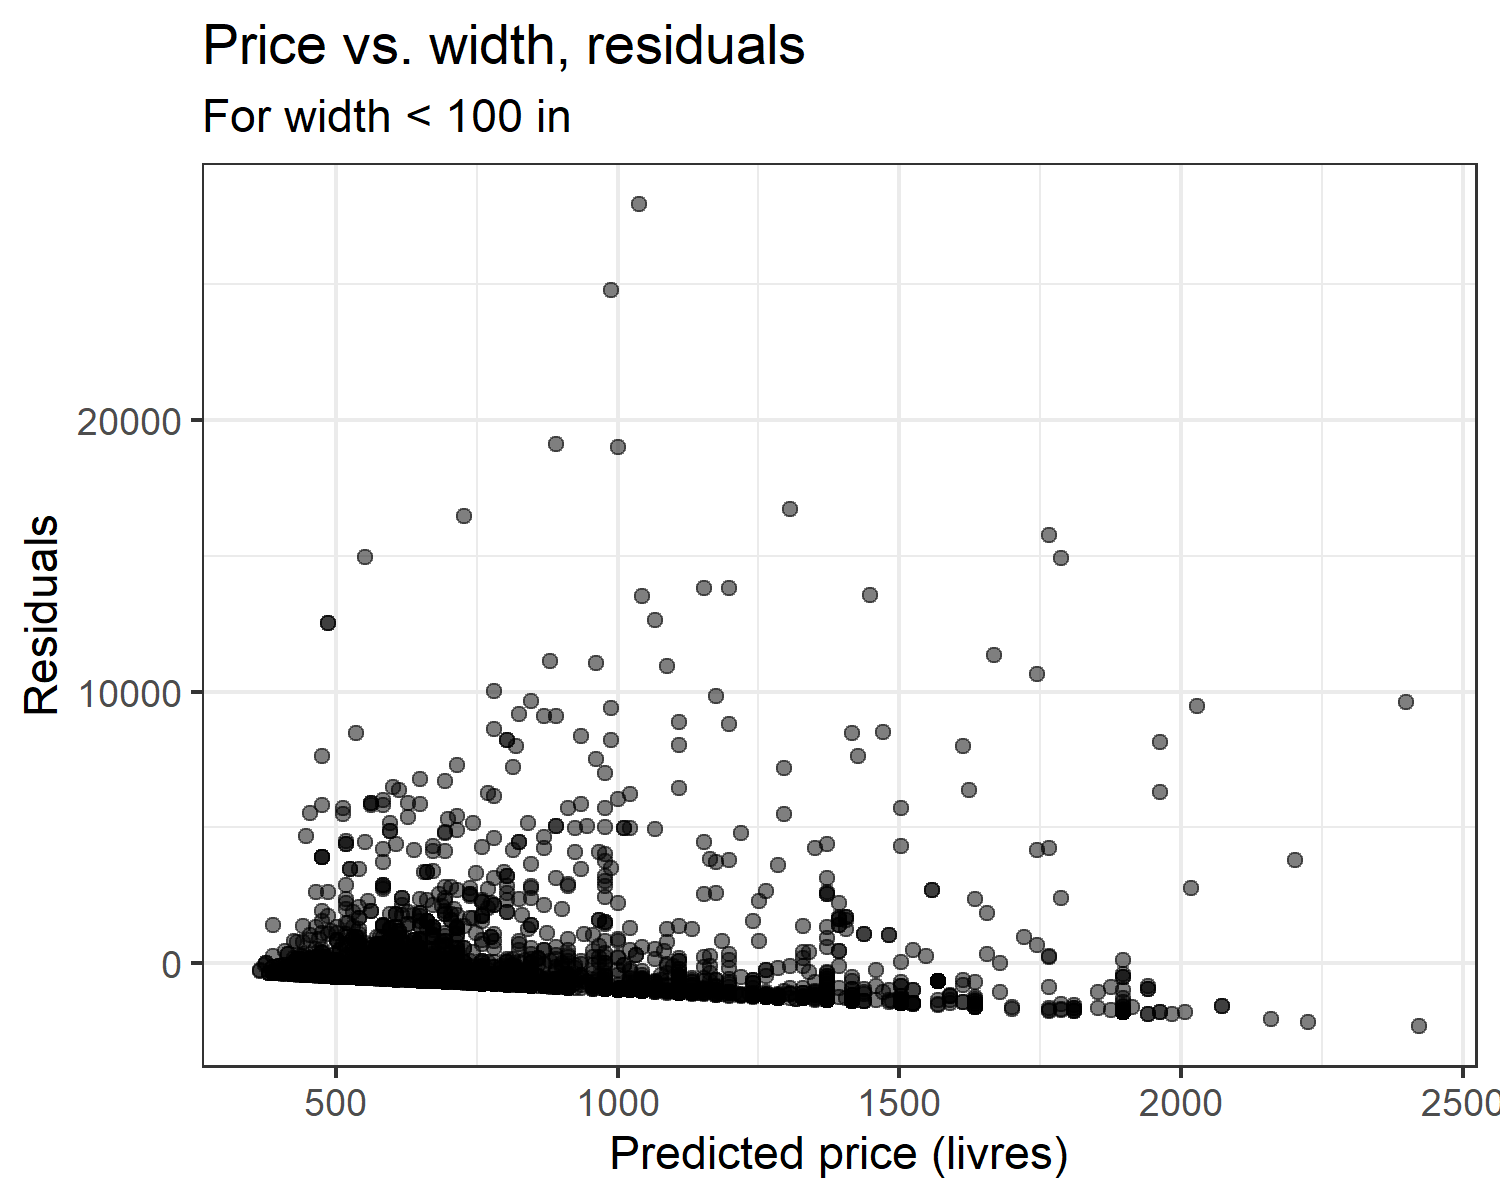 Price vs. width, residuals
For width < 100 in
Residuals
20000
10000
0
500
1000
1500
2000
2500
Predicted price (livres)